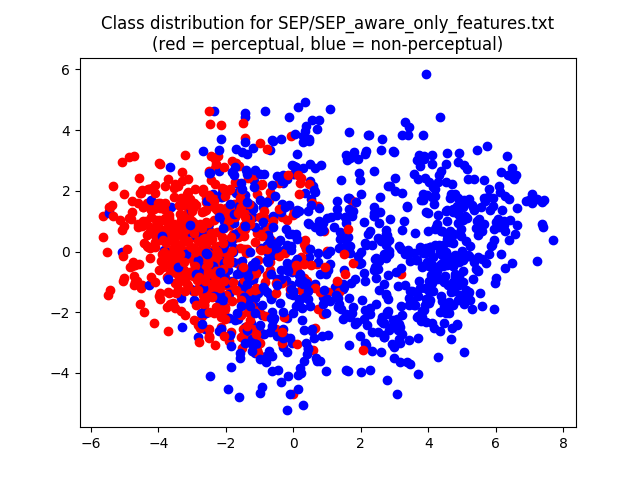 Class distribution for SEP/SEP_aware_only_features.txt
(red = perceptual, blue = non-perceptual)
6
4
2
0
−2
−4
−6 −4 −2 0 2 4 6 8